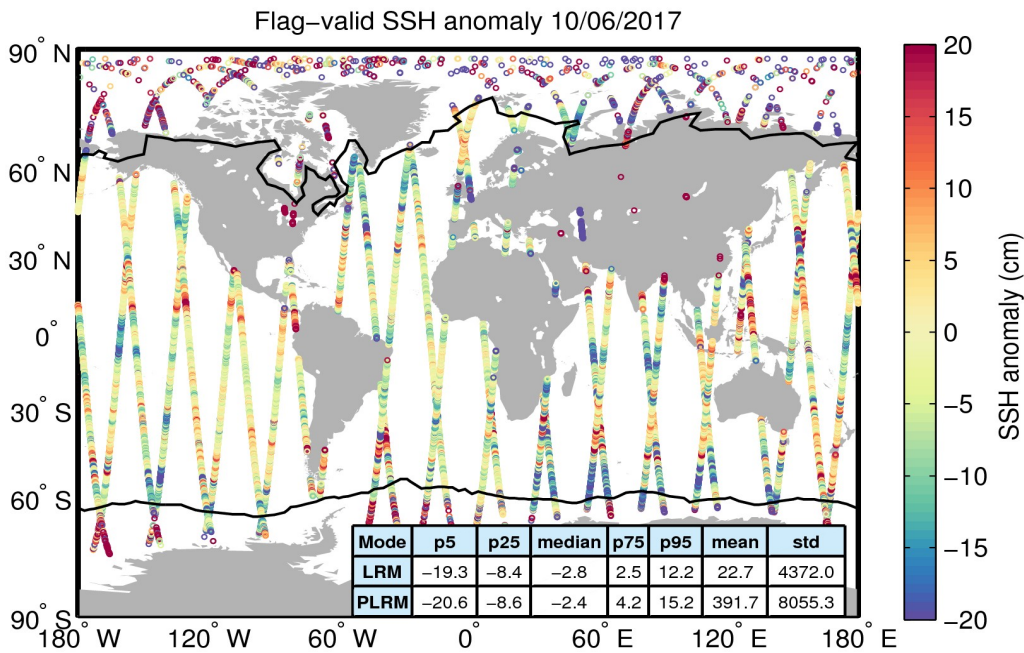 Flag−valid SSH anomaly 10/06/2017
90° N
60° N
30° N
0°
30° S
60° S
90° S
180° W 120° W 60° W 0° 60° E 120° E 180° E
Mode p5 p25 median p75 p95 mean std
LRM −19.3 −8.4 −2.8 2.5 12.2 22.7 4372.0
PLRM −20.6 −8.6 −2.4 4.2 15.2 391.7 8055.3
20
15
10
5
0
−5
−10
−15
−20
SSH anomaly (cm)